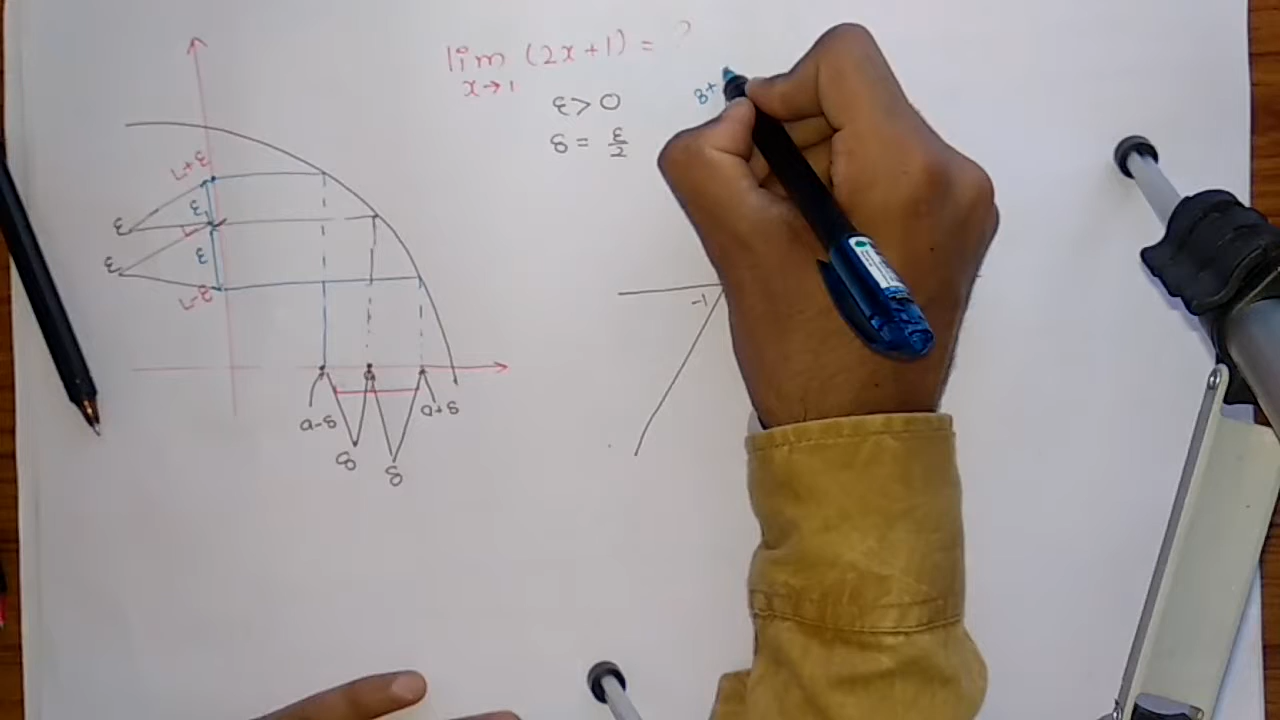 lim (2x+1) = ?
x→1
ε > 0
δ = ε/2
L+ε
ε
ε
ε
ε
L-ε
-1
a-δ
a+δ
δ
δ